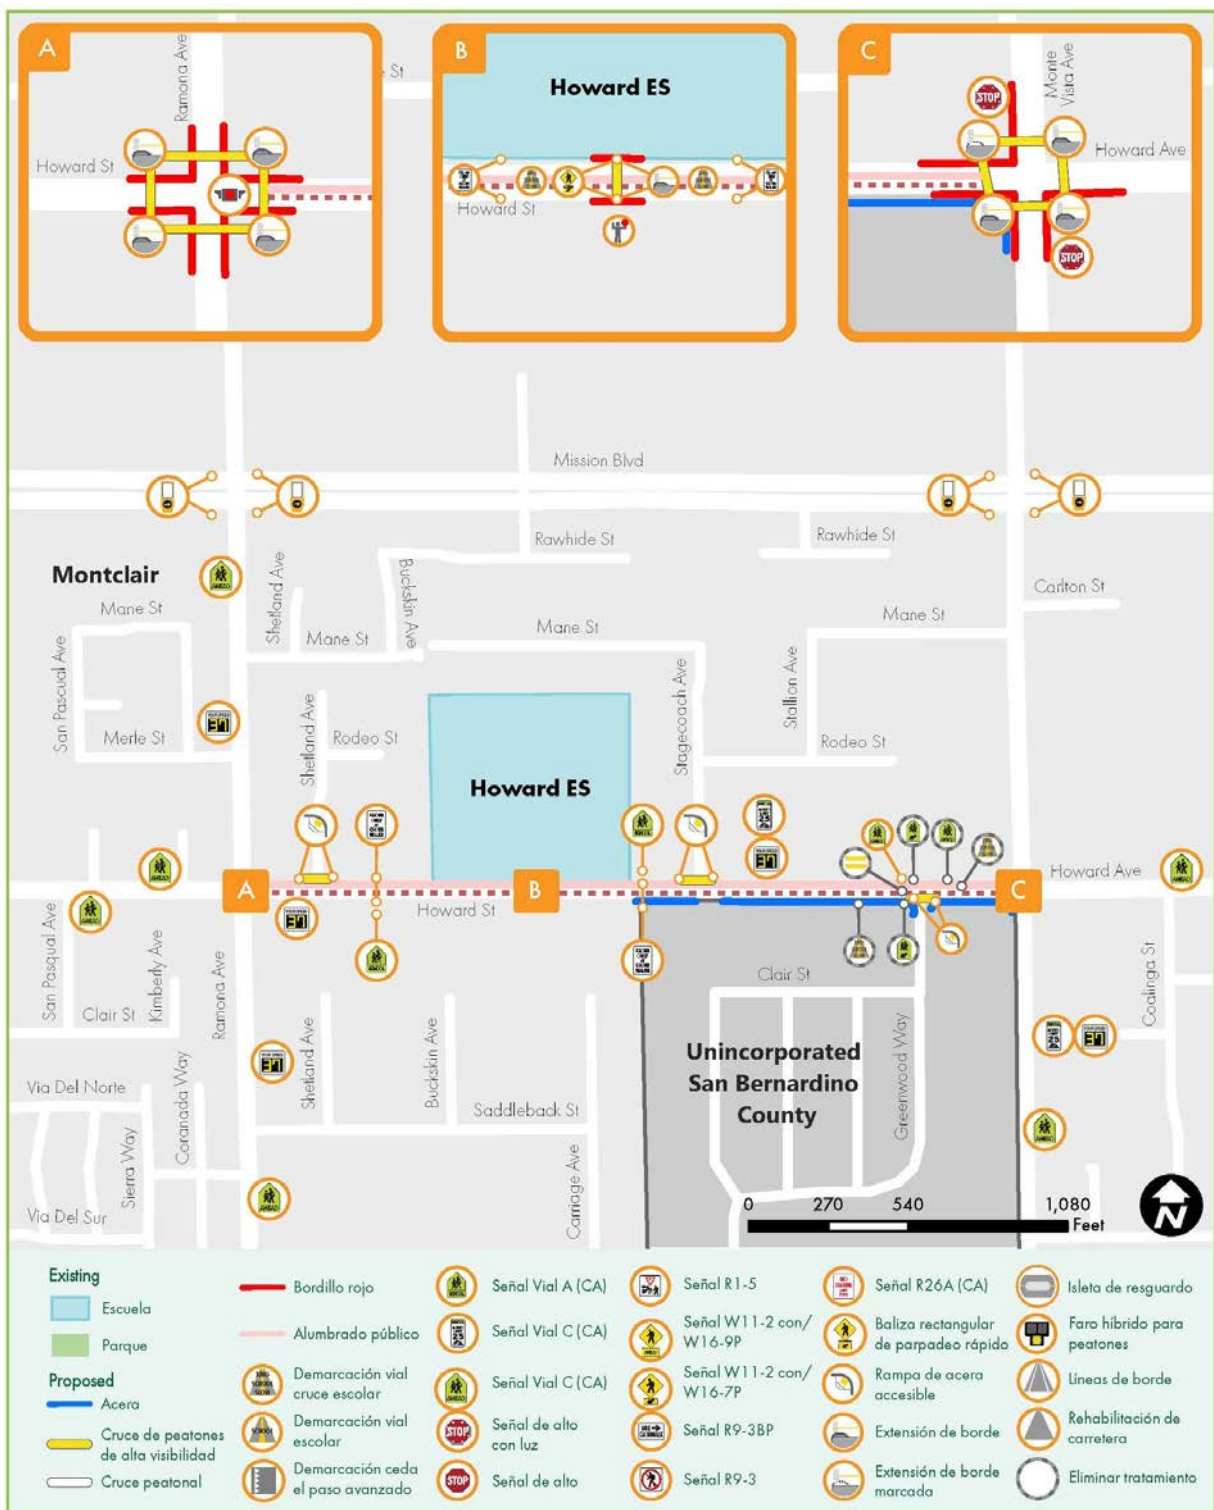 A
Ramona Ave
Howard St
e St
B
Howard ES
Howard St
C
STOP
Monte
Vista Ave
Howard Ave
STOP
Mission Blvd
Rawhide St
Rawhide St
Montclair
Mane St
San Pascual Ave
Merle St
Shetland Ave
Mane St
Buckskin Ave
Mane St
Stagecoach Ave
Stallion Ave
Mane St
Carlton St
Shetland Ave
Rodeo St
Howard ES
Rodeo St
A
B
C
Howard St
Howard Ave
San Pasqual Ave
Kimberly Ave
Clair St
Ramona Ave
Shetland Ave
Buckskin Ave
Saddleback St
Carriage Ave
Clair St
Greenwood Way
Unincorporated
San Bernardino
County
Coalinga St
Via Del Norte
Sierra Way
Coranada Way
Via Del Sur
0 270 540 1,080
Feet
N
Existing
Escuela
Parque
Proposed
Acera
Cruce de peatones
de alta visibilidad
Cruce peatonal
Bordillo rojo
Alumbrado público
Demarcación vial
cruce escolar
Demarcación vial
escolar
Demarcación ceda
el paso avanzado
Señal Vial A (CA)
Señal Vial C (CA)
Señal Vial C (CA)
STOP
Señal de alto
con luz
STOP
Señal de alto
Señal R1-5
Señal W11-2 con/
W16-9P
Señal W11-2 con/
W16-7P
Señal R9-3BP
Señal R9-3
Señal R26A (CA)
Baliza rectangular
de parpadeo rápido
Rampa de acera
accesible
Extensión de borde
Extensión de borde
marcada
Isleta de resguardo
Faro híbrido para
peatones
Líneas de borde
Rehabilitación de
carretera
Eliminar tratamiento